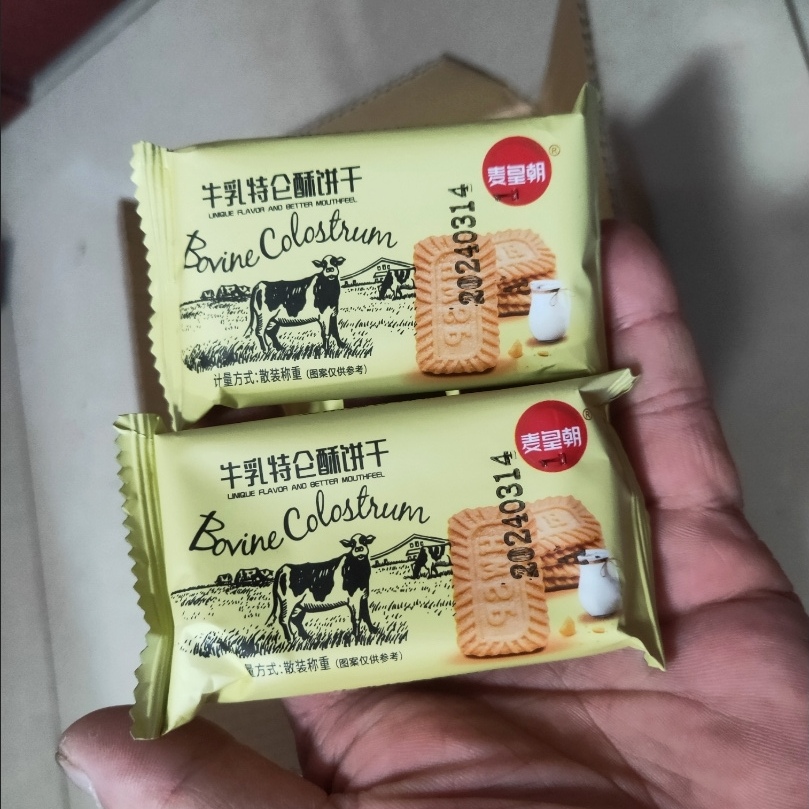 麦皇朝
®
牛乳特仑酥饼干
UNIQUE FLAVOR AND BETTER MOUTHFEEL
Bovine Colostrum
20240314
计量方式:散装称重(图案仅供参考)
麦皇朝
®
牛乳特仑酥饼干
UNIQUE FLAVOR AND BETTER MOUTHFEEL
Bovine Colostrum
20240314
量方式:散装称重(图案仅供参考)